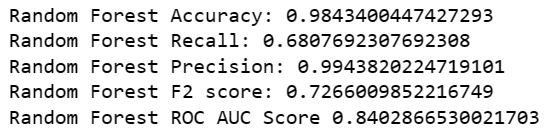 Random Forest Accuracy: 0.9843400447427293
Random Forest Recall: 0.6807692307692308
Random Forest Precision: 0.9943820224719101
Random Forest F2 score: 0.7266009852216749
Random Forest ROC AUC Score 0.8402866530021703